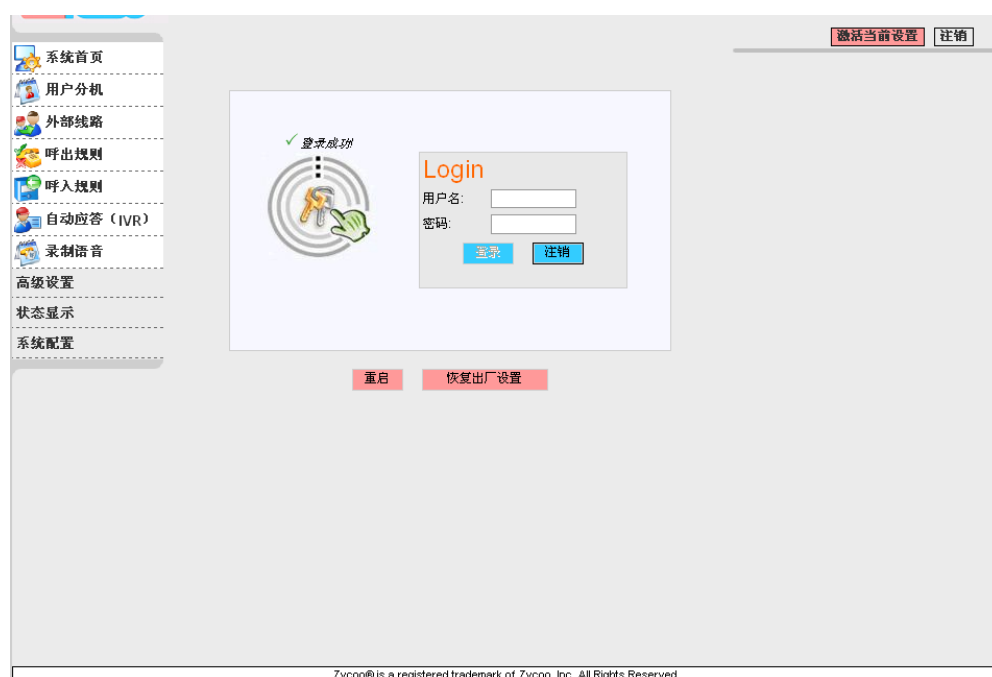 激活当前设置 注销
系统首页
用户分机
外部线路
呼出规则
呼入规则
自动应答（IVR）
录制语音
高级设置
状态显示
系统配置
✓ 登录成功!
Login
用户名:
密码:
登录 注销
重启 恢复出厂设置
Zycoo® is a registered trademark of Zycoo, Inc. All Rights Reserved